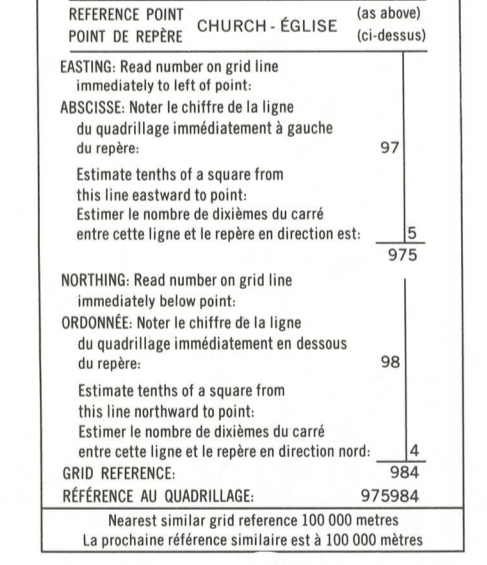 REFERENCE POINT CHURCH - ÉGLISE (as above)
POINT DE REPÈRE (ci-dessus)
EASTING: Read number on grid line
immediately to left of point:
ABSCISSE: Noter le chiffre de la ligne
du quadrillage immédiatement à gauche
du repère: 97
Estimate tenths of a square from
this line eastward to point:
Estimer le nombre de dixièmes du carré
entre cette ligne et le repère en direction est: 5
975
NORTHING: Read number on grid line
immediately below point:
ORDONNÉE: Noter le chiffre de la ligne
du quadrillage immédiatement en dessous
du repère: 98
Estimate tenths of a square from
this line northward to point:
Estimer le nombre de dixièmes du carré
entre cette ligne et le repère en direction nord: 4
GRID REFERENCE: 984
RÉFÉRENCE AU QUADRILLAGE: 975984
Nearest similar grid reference 100 000 metres
La prochaine référence similaire est à 100 000 mètres